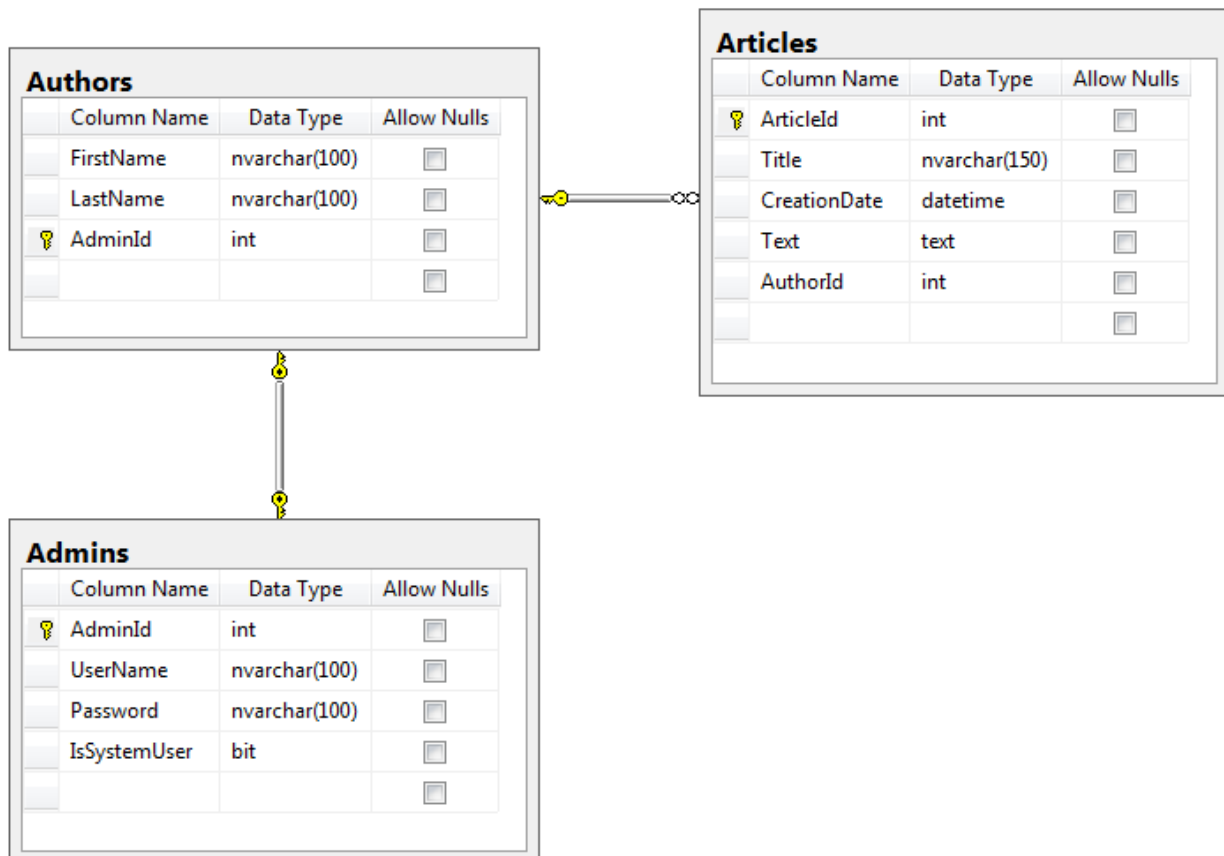 Authors
Column Name Data Type Allow Nulls
FirstName nvarchar(100)
LastName nvarchar(100)
AdminId int
Articles
Column Name Data Type Allow Nulls
ArticleId int
Title nvarchar(150)
CreationDate datetime
Text text
AuthorId int
Admins
Column Name Data Type Allow Nulls
AdminId int
UserName nvarchar(100)
Password nvarchar(100)
IsSystemUser bit